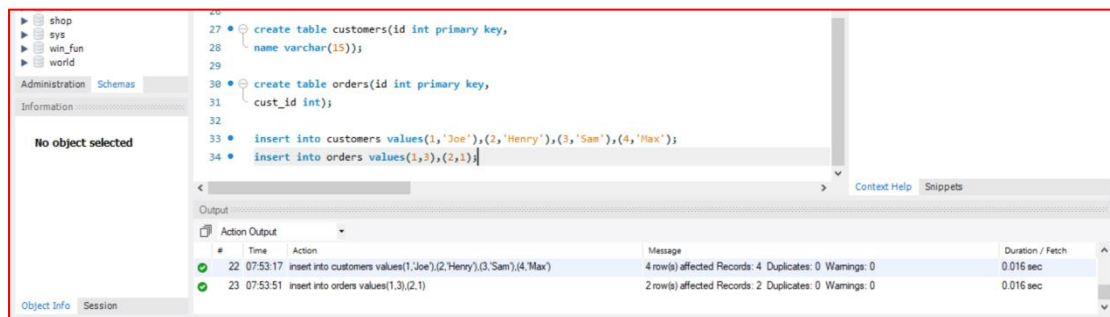 shop
sys
win_fun
world
Administration Schemas
Information
No object selected
Object Info Session
27 create table customers(id int primary key,
28 name varchar(15));
29
30 create table orders(id int primary key,
31 cust_id int);
32
33 insert into customers values(1,'Joe'),(2,'Henry'),(3,'Sam'),(4,'Max');
34 insert into orders values(1,3),(2,1);
Context Help Snippets
Output
Action Output
# Time Action Message Duration / Fetch
22 07:53:17 insert into customers values(1,'Joe'),(2,'Henry'),(3,'Sam'),(4,'Max') 4 row(s) affected Records: 4 Duplicates: 0 Warnings: 0 0.016 sec
23 07:53:51 insert into orders values(1,3),(2,1) 2 row(s) affected Records: 2 Duplicates: 0 Warnings: 0 0.016 sec